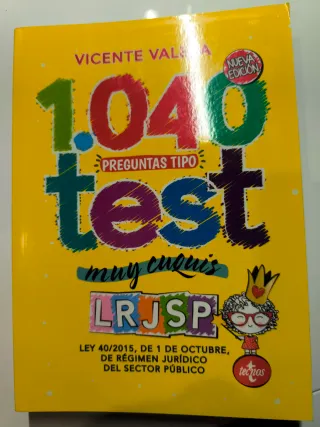 VICENTE VALERA
NUEVA
EDICIÓN
1.040
PREGUNTAS TIPO
test
muy cuquis
LRJSP
LEY 40/2015, DE 1 DE OCTUBRE,
DE RÉGIMEN JURÍDICO
DEL SECTOR PÚBLICO
tecnos